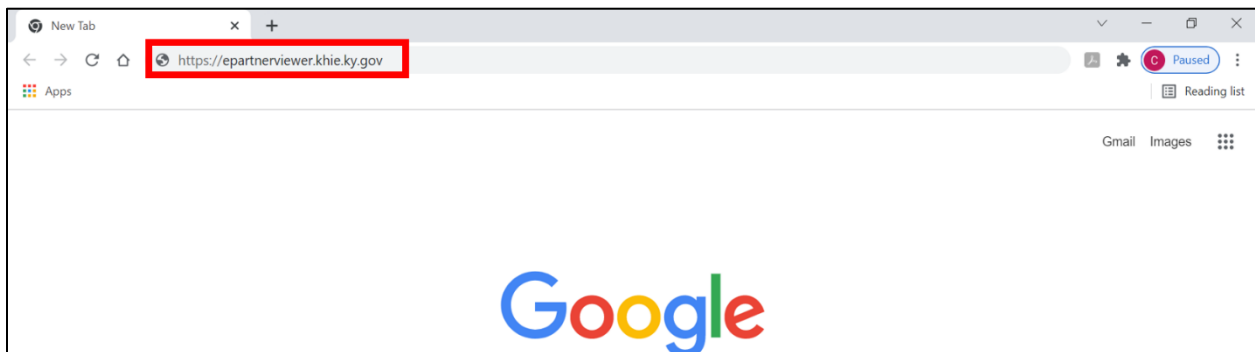 New Tab
https://epartnerviewer.khie.ky.gov
C Paused
Apps
Reading list
Gmail Images
Google